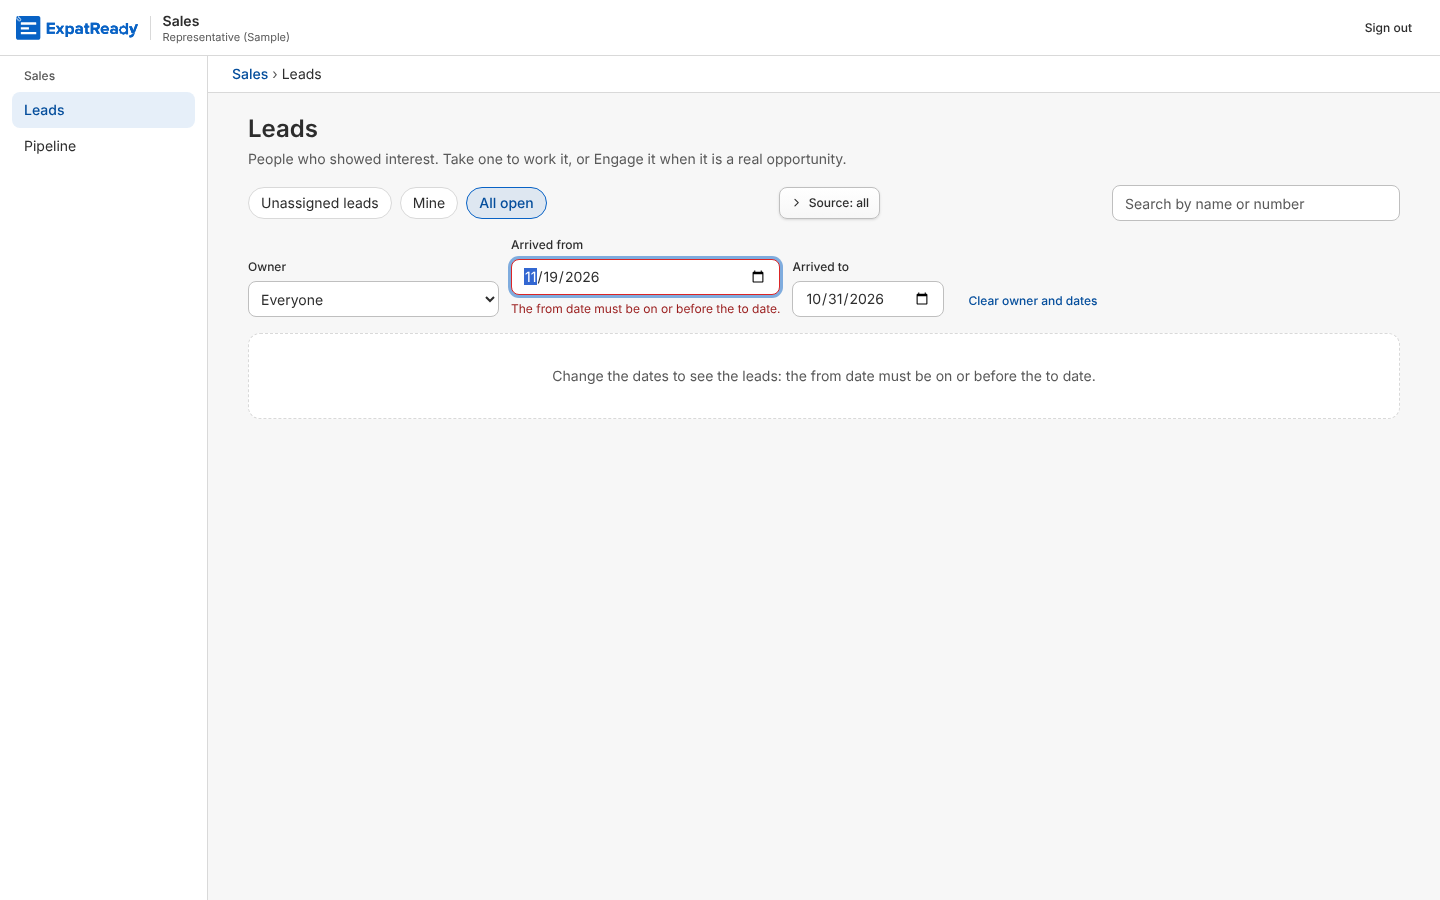 ExpatReady
Sales
Representative (Sample)
Sign out
Sales
Leads
Pipeline
Sales › Leads
Leads
People who showed interest. Take one to work it, or Engage it when it is a real opportunity.
Unassigned leads
Mine
All open
Source: all
Search by name or number
Owner
Everyone
Arrived from
11/19/2026
The from date must be on or before the to date.
Arrived to
10/31/2026
Clear owner and dates
Change the dates to see the leads: the from date must be on or before the to date.